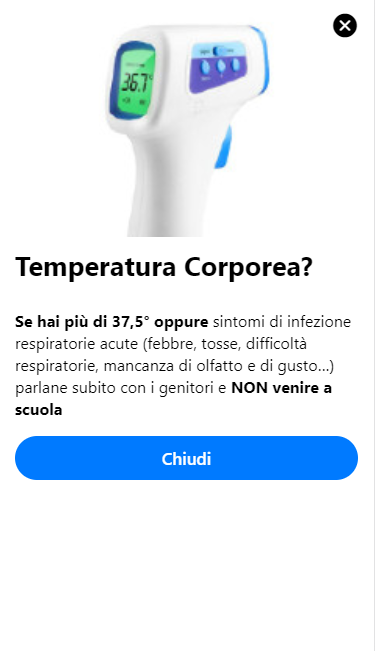 36.7°C
Temperatura Corporea?
Se hai più di 37,5° oppure sintomi di infezione
respiratorie acute (febbre, tosse, difficoltà
respiratorie, mancanza di olfatto e di gusto...)
parlane subito con i genitori e NON venire a
scuola
Chiudi